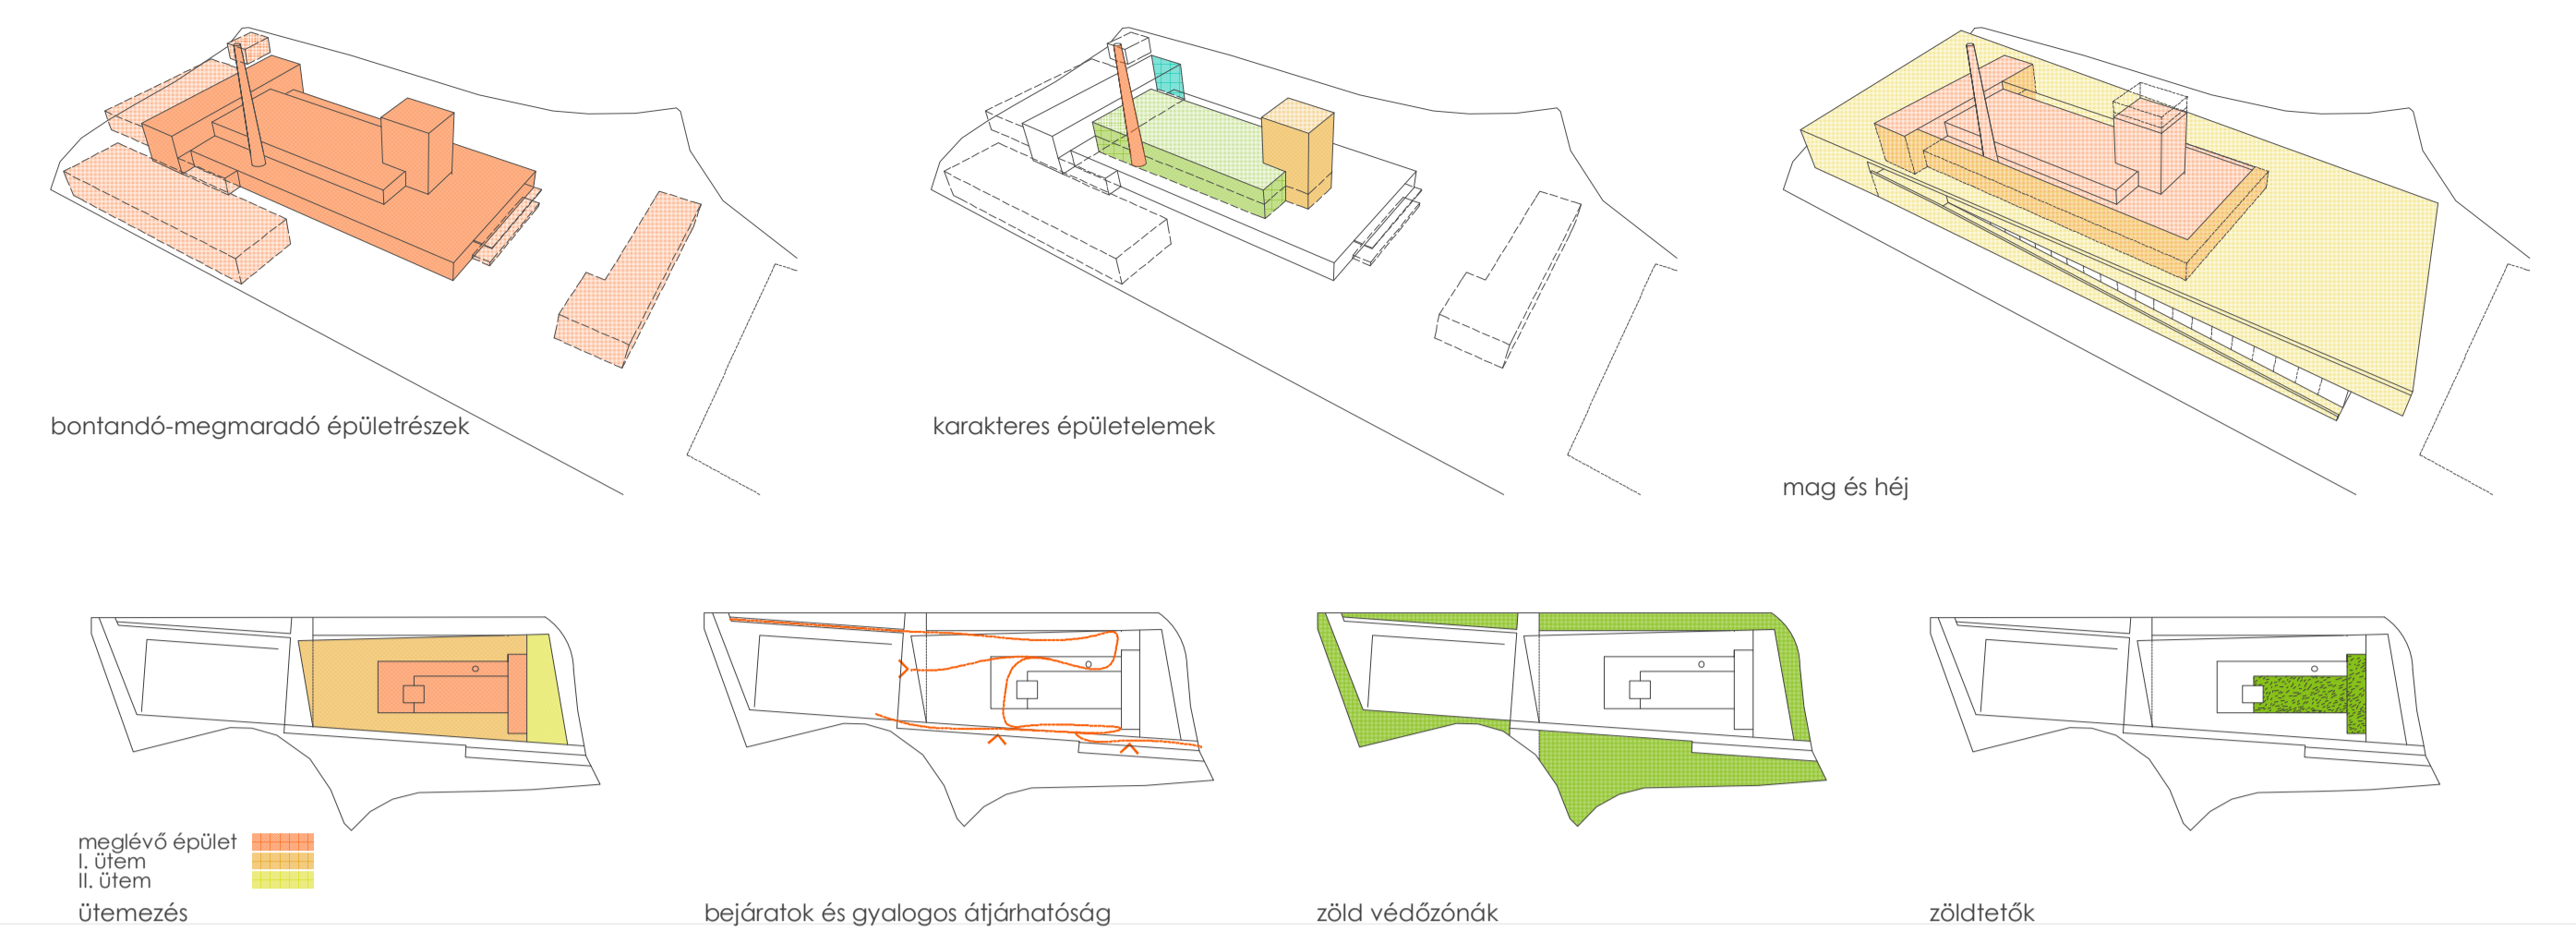 bontandó-megmaradó épületrészek
karakteres épületelemek
mag és héj
meglévő épület
I. ütem
II. ütem
ütemezés
bejáratok és gyalogos átjárhatóság
zöld védőzónák
zöldtetők